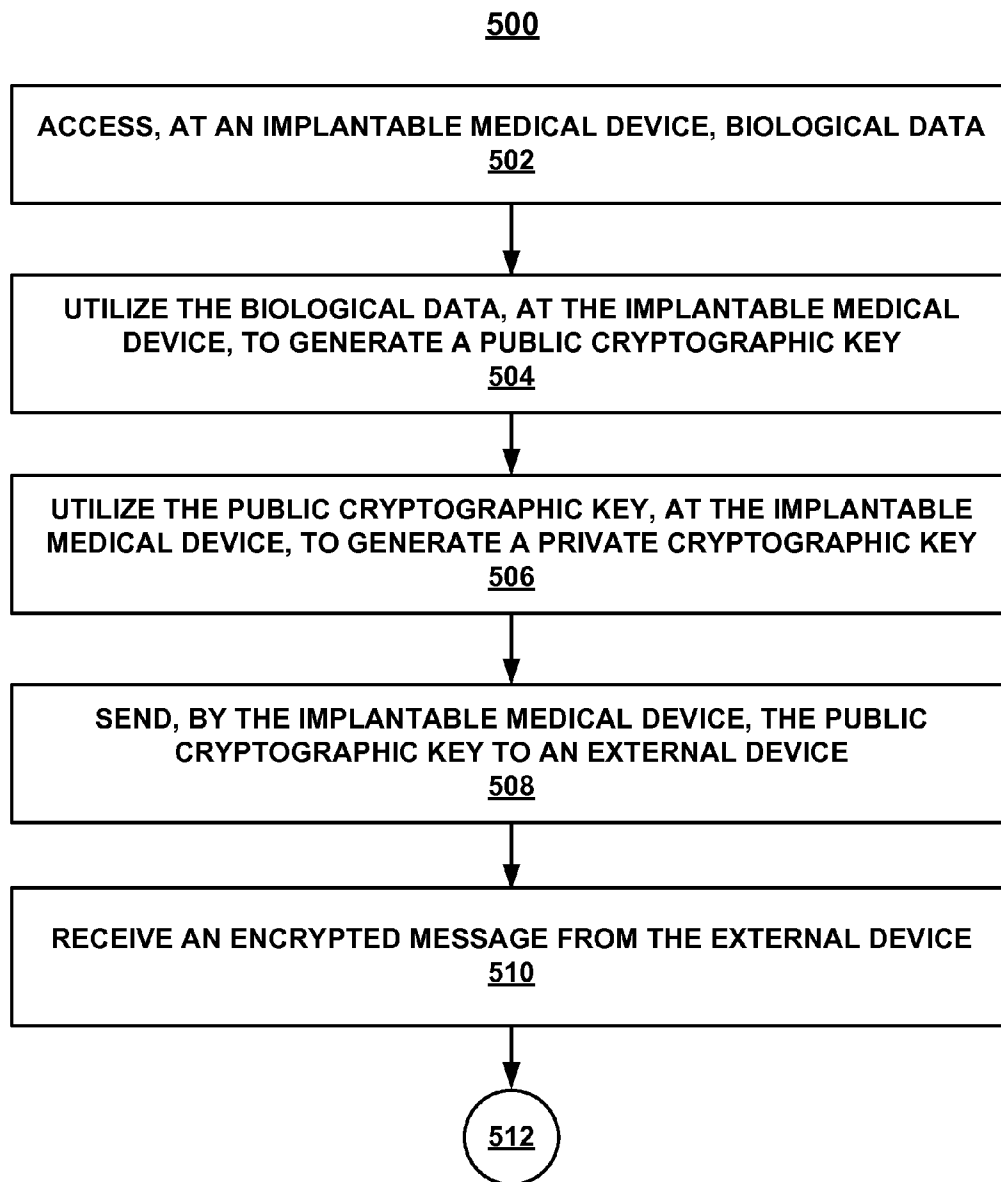 500
ACCESS, AT AN IMPLANTABLE MEDICAL DEVICE, BIOLOGICAL DATA
502
UTILIZE THE BIOLOGICAL DATA, AT THE IMPLANTABLE MEDICAL
DEVICE, TO GENERATE A PUBLIC CRYPTOGRAPHIC KEY
504
UTILIZE THE PUBLIC CRYPTOGRAPHIC KEY, AT THE IMPLANTABLE
MEDICAL DEVICE, TO GENERATE A PRIVATE CRYPTOGRAPHIC KEY
506
SEND, BY THE IMPLANTABLE MEDICAL DEVICE, THE PUBLIC
CRYPTOGRAPHIC KEY TO AN EXTERNAL DEVICE
508
RECEIVE AN ENCRYPTED MESSAGE FROM THE EXTERNAL DEVICE
510
512